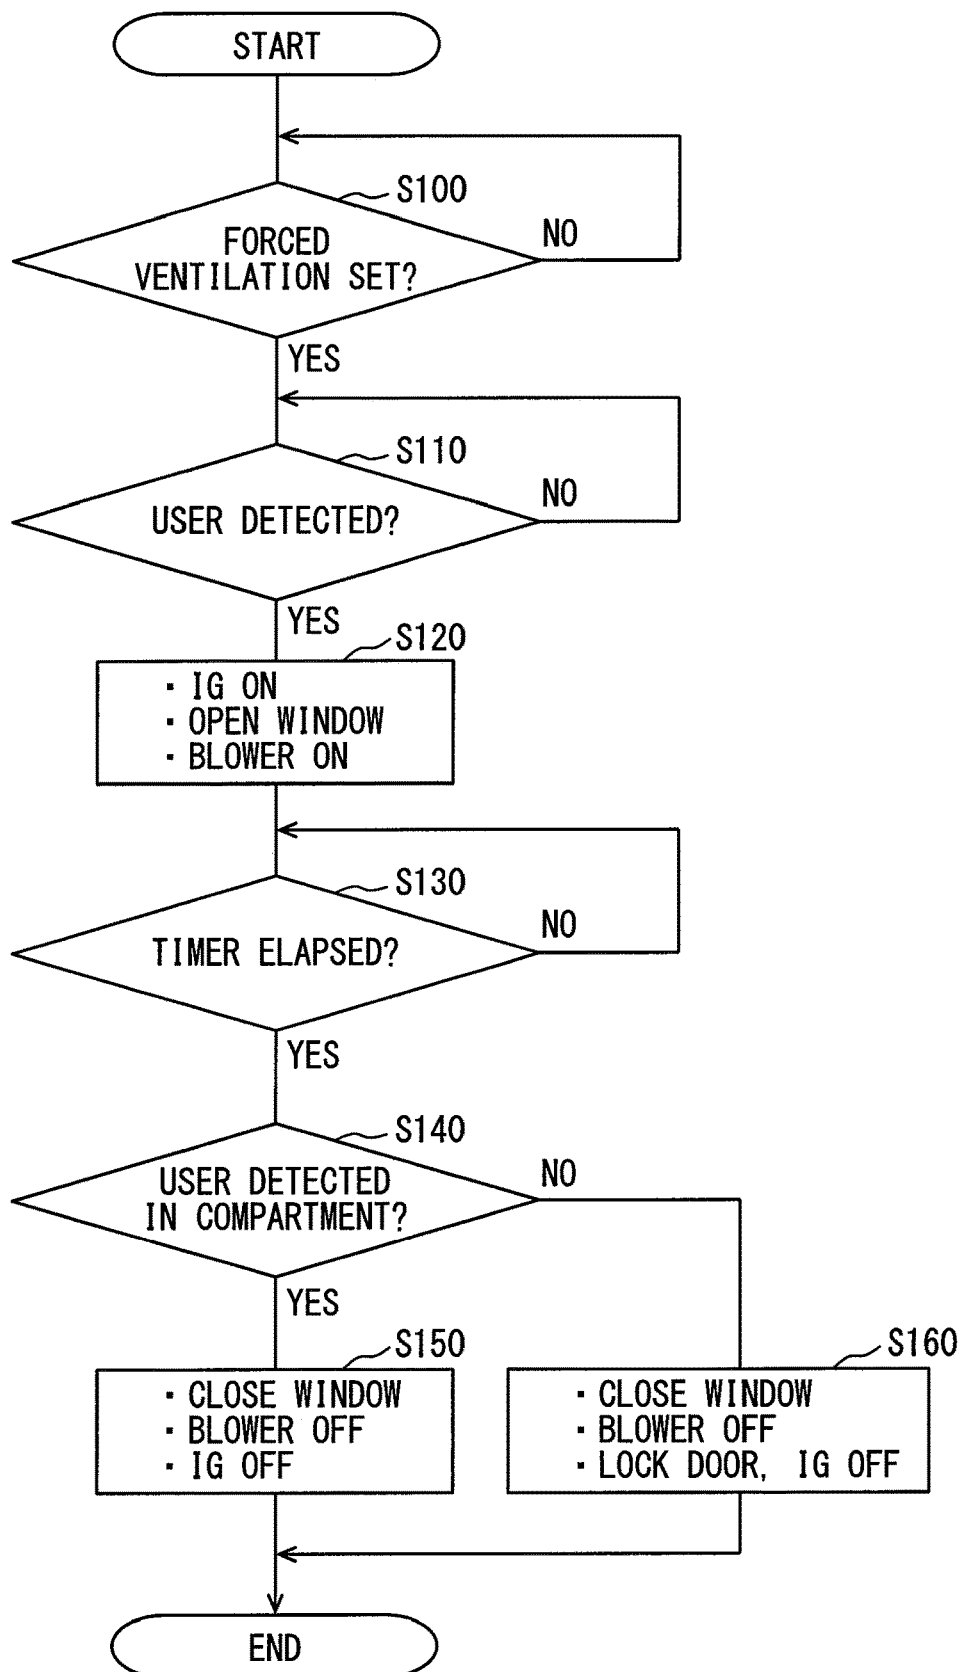 START
S100
FORCED
VENTILATION SET?
NO
YES
S110
USER DETECTED?
NO
YES
S120
· IG ON
· OPEN WINDOW
· BLOWER ON
S130
TIMER ELAPSED?
NO
YES
S140
USER DETECTED
IN COMPARTMENT?
NO
YES
S150
· CLOSE WINDOW
· BLOWER OFF
· IG OFF
S160
· CLOSE WINDOW
· BLOWER OFF
· LOCK DOOR, IG OFF
END